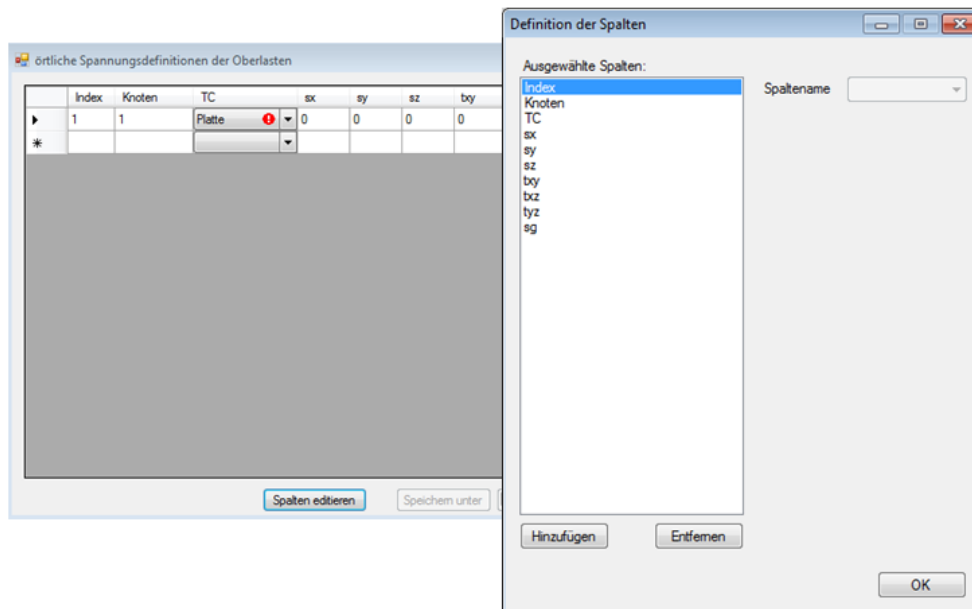 örtliche Spannungsdefinitionen der Oberlasten
Index Knoten TC sx sy sz txy
1 1 Platte 0 0 0 0
Spalten editieren Speichern unter
Definition der Spalten
Ausgewählte Spalten:
Spaltename
Index
Knoten
TC
sx
sy
sz
txy
txz
tyz
sg
Hinzufügen Entfernen
OK